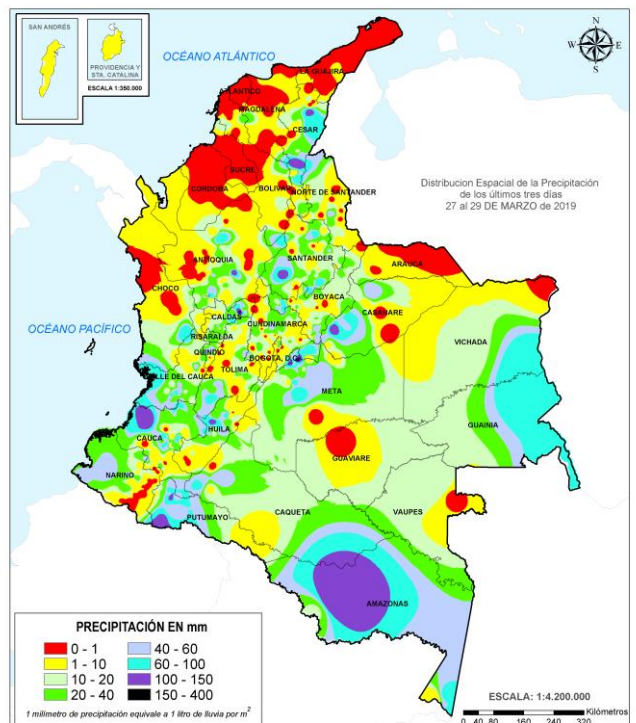 SAN ANDRÉS
PROVIDENCIA Y
STA. CATALINA
ESCALA 1:350.000
OCÉANO ATLÁNTICO
N
W E
S
LA GUAJIRA
ATLANTICO
MAGDALENA
CESAR
SUCRE
CORDOBA
BOLIVAR
NORTE DE SANTANDER
Distribucion Espacial de la Precipitación
de los últimos tres días
27 al 29 DE MARZO de 2019
ANTIOQUIA
SANTANDER
ARAUCA
CHOCO
BOYACA
CASANARE
OCÉANO PACÍFICO
CALDAS
CUNDINAMARCA
RISARALDA
VICHADA
QUINDIO
BOGOTA, D.C.
TOLIMA
VALLE DEL CAUCA
META
GUAINIA
HUILA
CAUCA
GUAVIARE
NARIÑO
PUTUMAYO
CAQUETA
VAUPES
AMAZONAS
PRECIPITACIÓN EN mm
0 - 1 40 - 60
1 - 10 60 - 100
10 - 20 100 - 150
20 - 40 150 - 400
1 milímetro de precipitación equivale a 1 litro de lluvia por m²
ESCALA: 1:4.200.000
Kilómetros
0 40 80 160 240 320